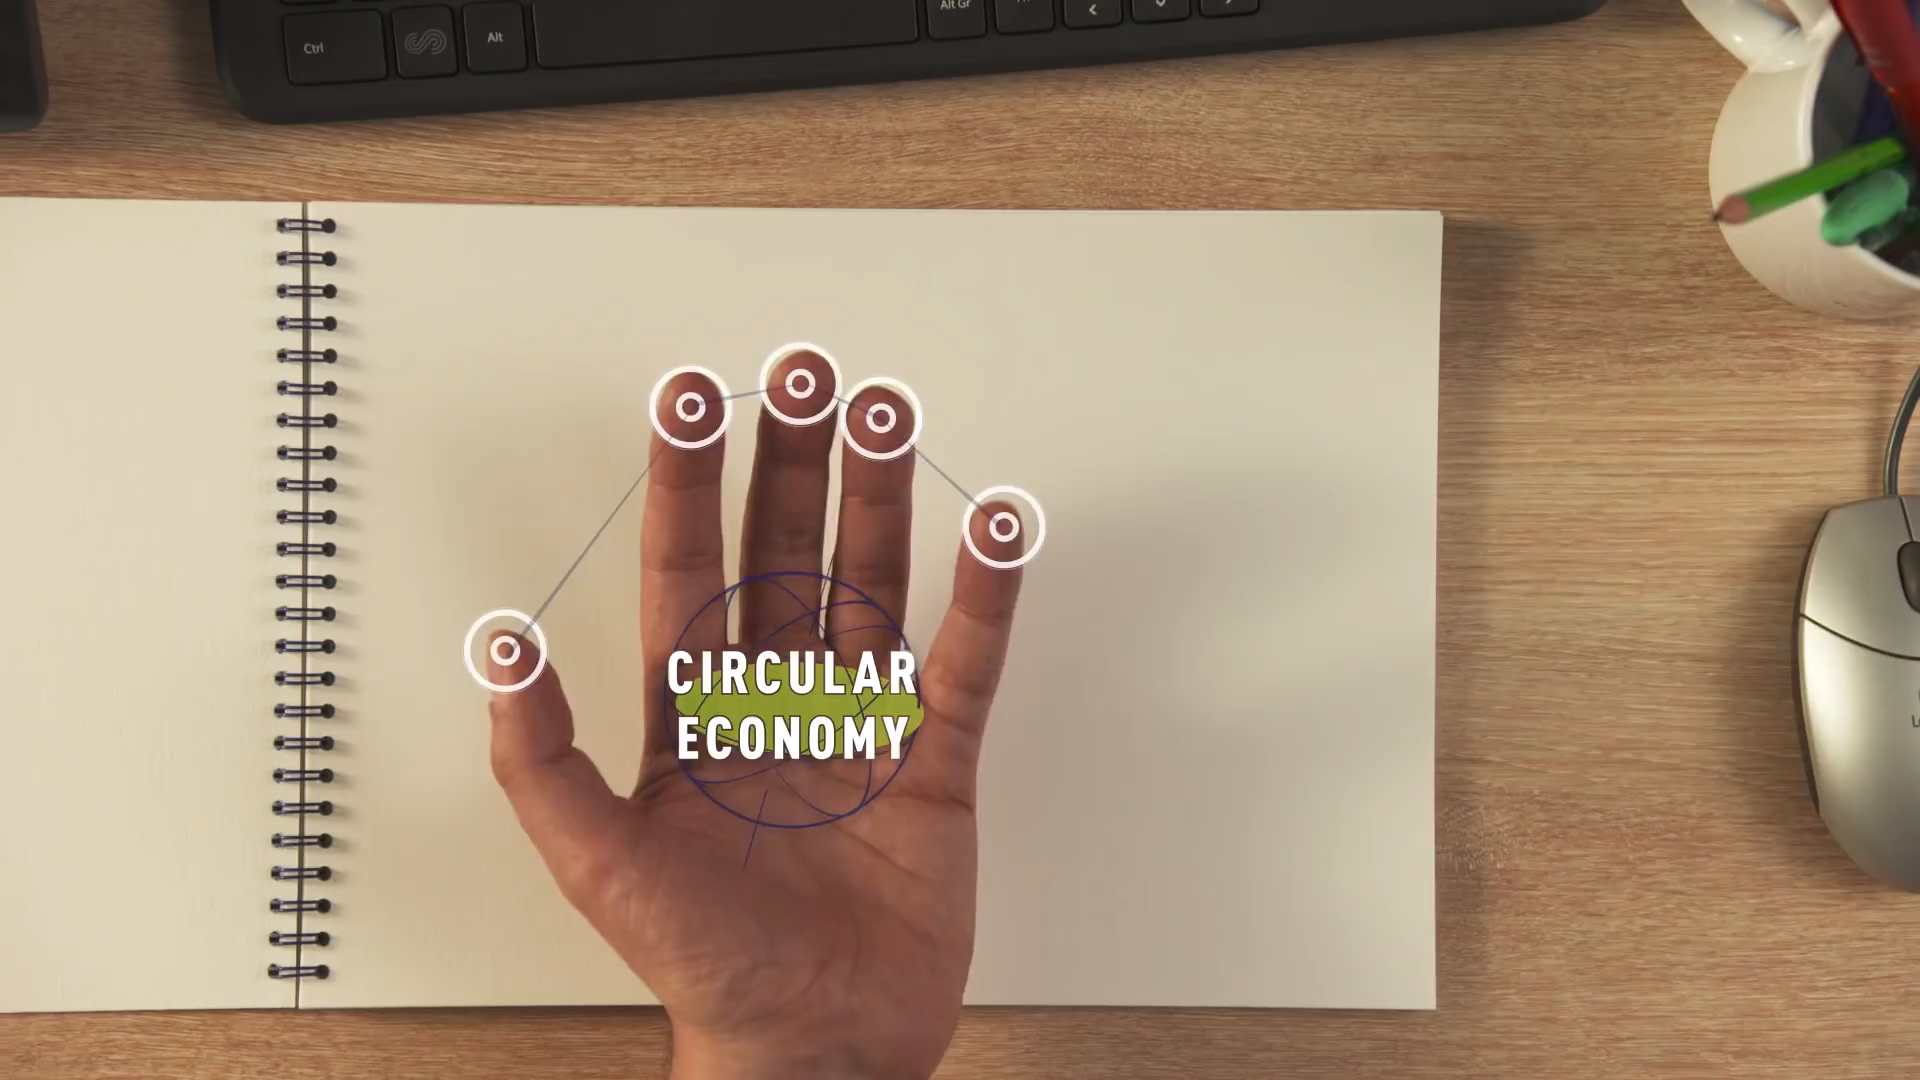 Alt Gr
Ctrl
Alt
CIRCULAR
ECONOMY